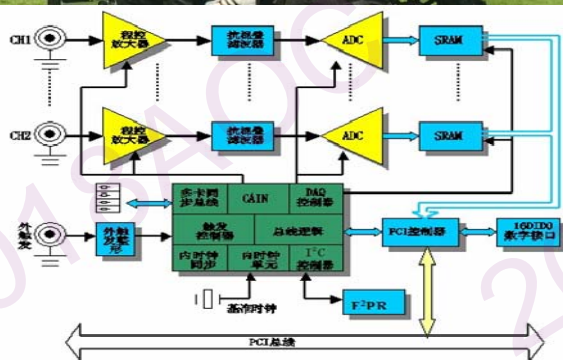 CH1
程控
放大器
抗混叠
滤波器
ADC
SRAM
CH2
程控
放大器
抗混叠
滤波器
ADC
SRAM
多卡同
步总线
GAIN
DAQ
控制器
外触发
外触
发整
形
触发
控制器
总线逻辑
PCI控制器
16DIDO
数字接口
内时钟
同步
内时钟
单元
I²C
控制器
基准时钟
F²PR
PCI总线